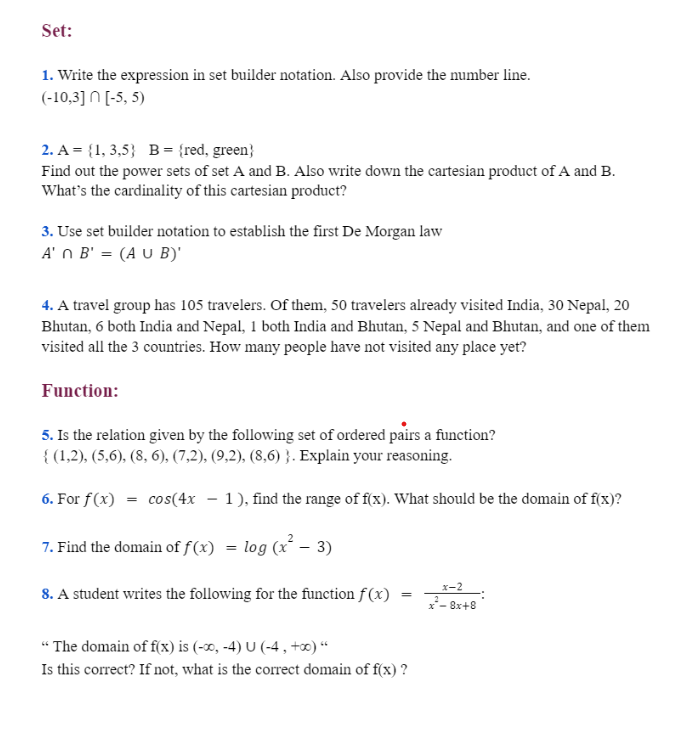 Set:
1. Write the expression in set builder notation. Also provide the number line.
(-10,3] ∩ [-5, 5)
2. A = {1, 3,5}   B = {red, green}
Find out the power sets of set A and B. Also write down the cartesian product of A and B.
What's the cardinality of this cartesian product?
3. Use set builder notation to establish the first De Morgan law
A' ∩ B' = (A ∪ B)'
4. A travel group has 105 travelers. Of them, 50 travelers already visited India, 30 Nepal, 20
Bhutan, 6 both India and Nepal, 1 both India and Bhutan, 5 Nepal and Bhutan, and one of them
visited all the 3 countries. How many people have not visited any place yet?
Function:
5. Is the relation given by the following set of ordered pairs a function?
{ (1,2), (5,6), (8, 6), (7,2), (9,2), (8,6) }. Explain your reasoning.
6. For f(x) = cos(4x − 1 ), find the range of f(x). What should be the domain of f(x)?
7. Find the domain of f(x) = log (x² − 3)
8. A student writes the following for the function f(x) = (x−2)/(x²− 8x+8):
“ The domain of f(x) is (-∞, -4) U (-4 , +∞) “
Is this correct? If not, what is the correct domain of f(x) ?